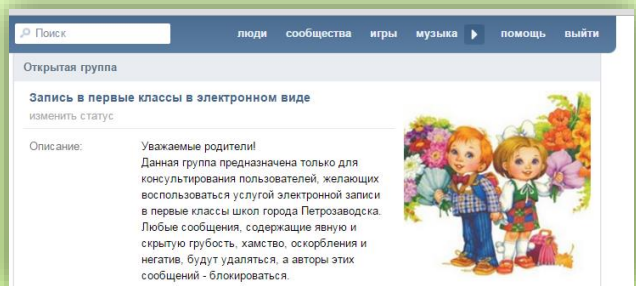 Поиск люди сообщества игры музыка помощь выйти
Открытая группа
Запись в первые классы в электронном виде
изменить статус
Описание: Уважаемые родители!
Данная группа предназначена только для
консультирования пользователей, желающих
воспользоваться услугой электронной записи
в первые классы школ города Петрозаводска.
Любые сообщения, содержащие явную и
скрытую грубость, хамство, оскорбления и
негатив, будут удаляться, а авторы этих
сообщений - блокироваться.